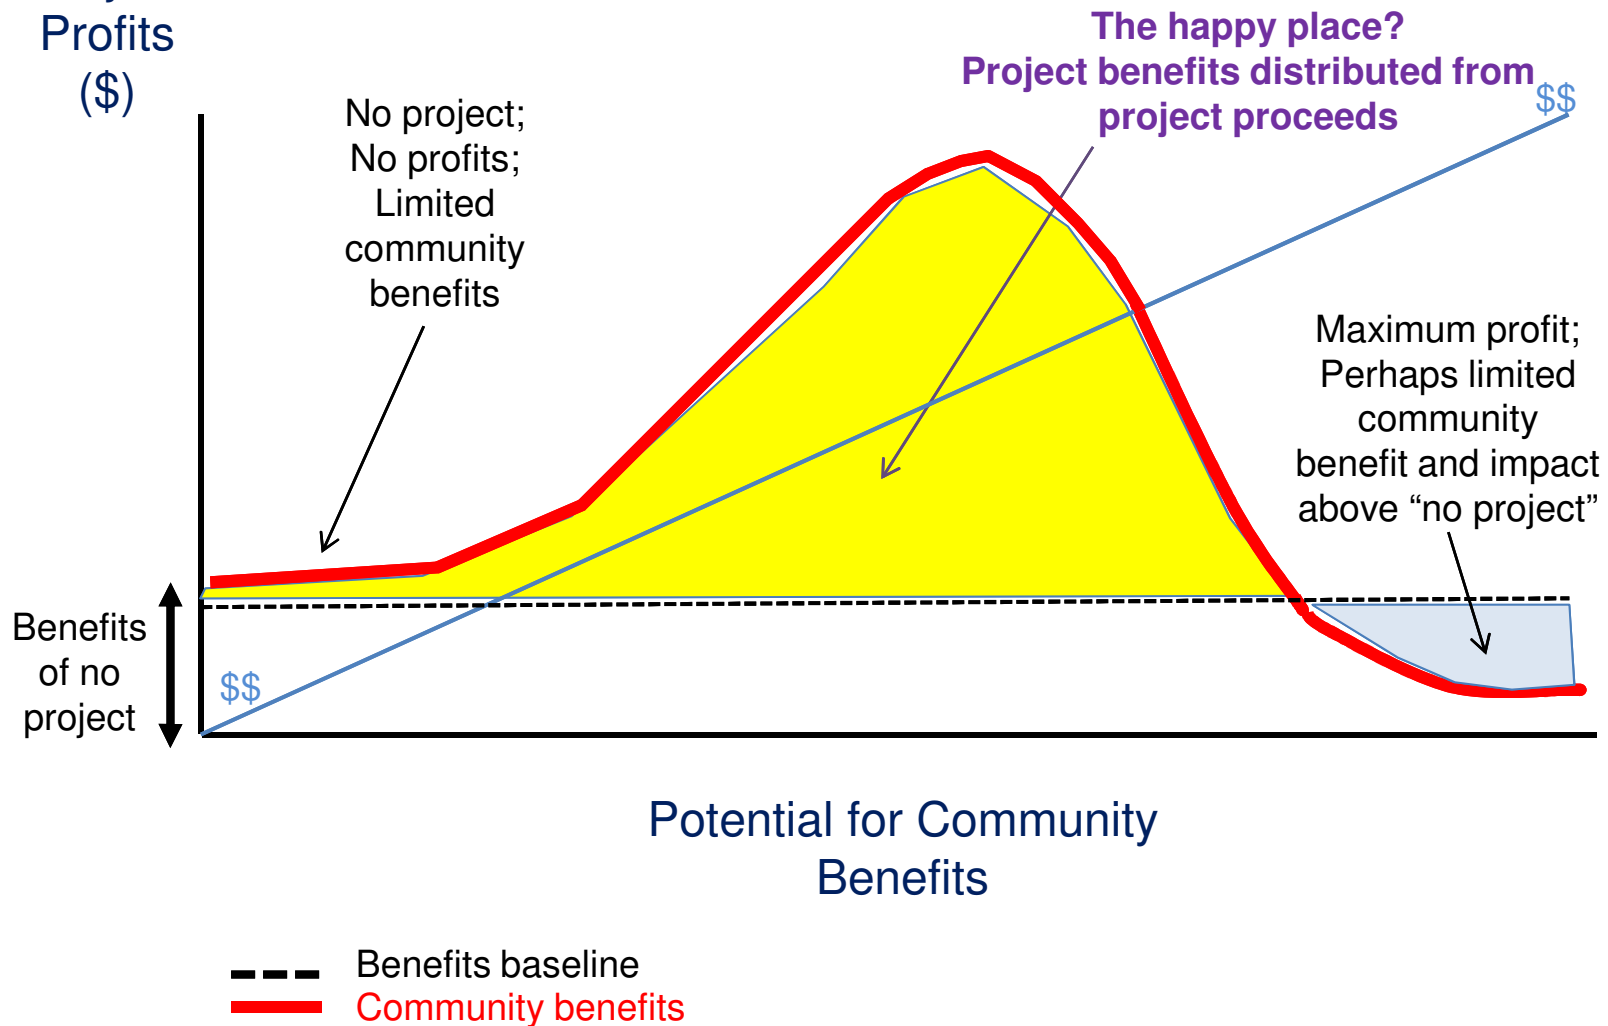 Profits
($)
The happy place?
Project benefits distributed from
project proceeds
$$
No project;
No profits;
Limited
community
benefits
Maximum profit;
Perhaps limited
community
benefit and impact
above “no project”
Benefits
of no
project
$$
Potential for Community
Benefits
Benefits baseline
Community benefits